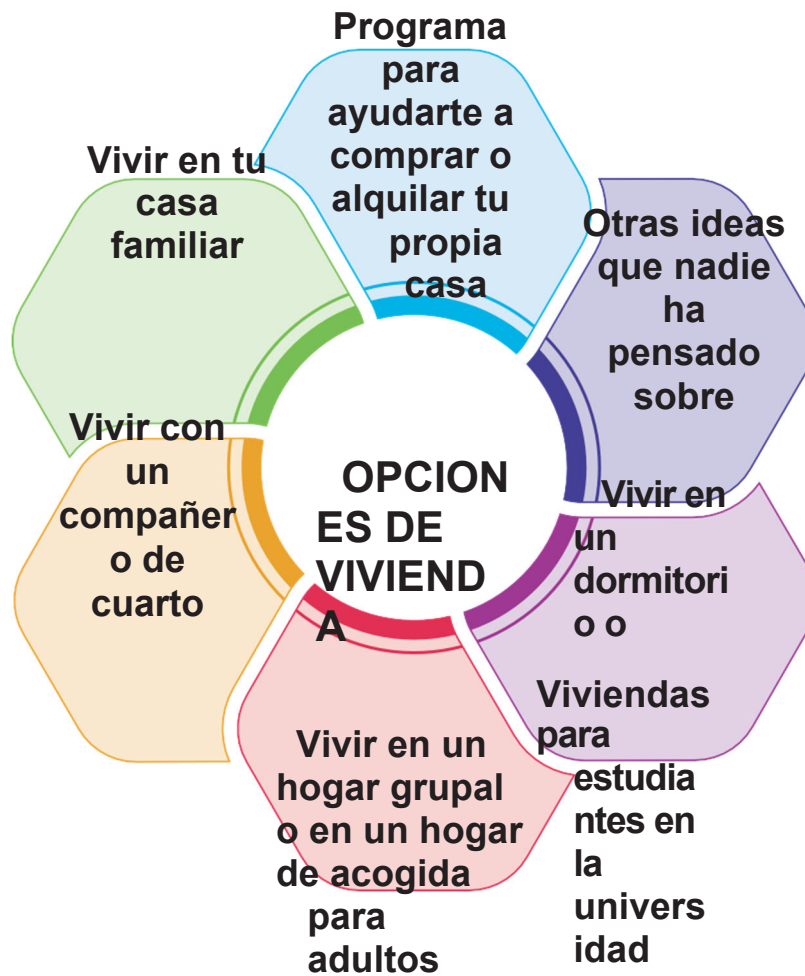 Programa
para
ayudarte a
comprar o
alquilar tu
propia
casa
Vivir en tu
casa
familiar
Otras ideas
que nadie
ha
pensado
sobre
Vivir con
un
compañer
o de
cuarto
OPCION
ES DE
VIVIEND
A
Vivir en
un
dormitori
o o
Viviendas
para
estudia
ntes en
la
univers
idad
Vivir en un
hogar grupal
o en un hogar
de acogida
para
adultos